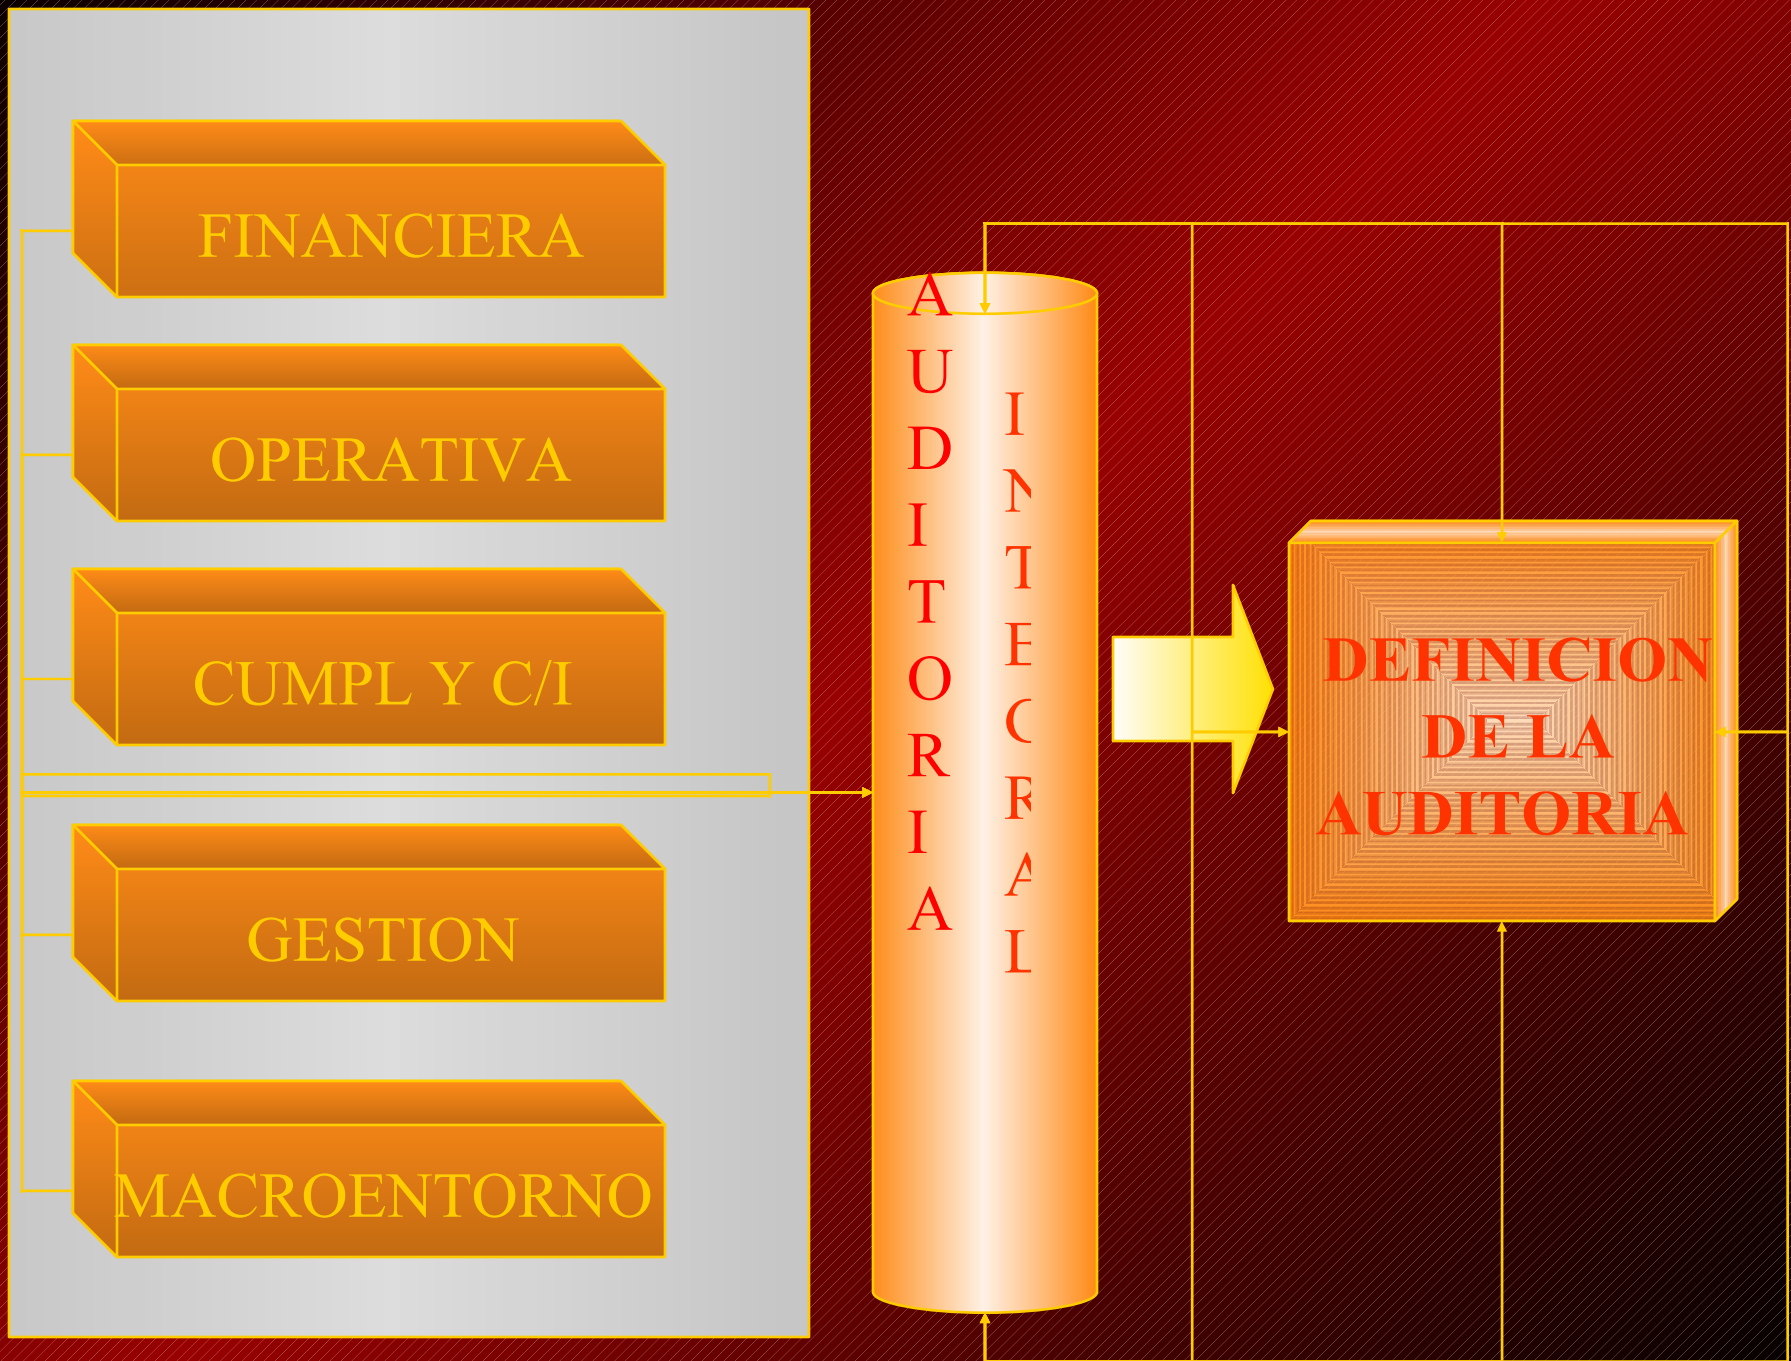 FINANCIERA
OPERATIVA
CUMPL Y C/I
GESTION
MACROENTORNO
AUDITORIA
INTEGRAL
DEFINICION
DE LA
AUDITORIA